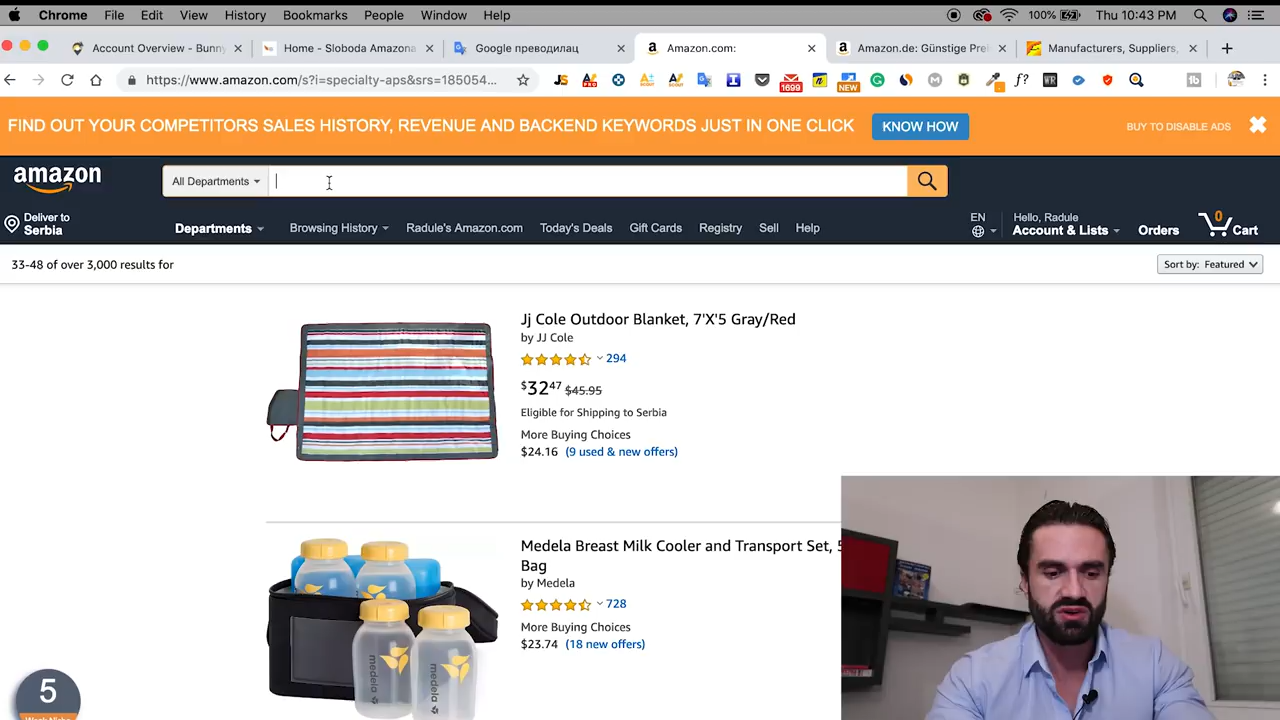 Chrome File Edit View History Bookmarks People Window Help 100% Thu 10:43 PM
Account Overview - Bunny Home - Sloboda Amazona Google преводилац Amazon.com: Amazon.de: Günstige Prei Manufacturers, Suppliers,
https://www.amazon.com/s?i=specialty-aps&srs=185054... JS PRO 1699 NEW f? WR
FIND OUT YOUR COMPETITORS SALES HISTORY, REVENUE AND BACKEND KEYWORDS JUST IN ONE CLICK KNOW HOW BUY TO DISABLE ADS
amazon All Departments
Deliver to
Serbia
Departments Browsing History Radule's Amazon.com Today's Deals Gift Cards Registry Sell Help
EN Hello, Radule
Account & Lists Orders 0 Cart
33-48 of over 3,000 results for Sort by: Featured
Jj Cole Outdoor Blanket, 7'X'5 Gray/Red
by JJ Cole
294
$32 47 $45.95
Eligible for Shipping to Serbia
More Buying Choices
$24.16 (9 used & new offers)
Medela Breast Milk Cooler and Transport Set, 5
Bag
by Medela
728
More Buying Choices
$23.74 (18 new offers)
medela
medela
5